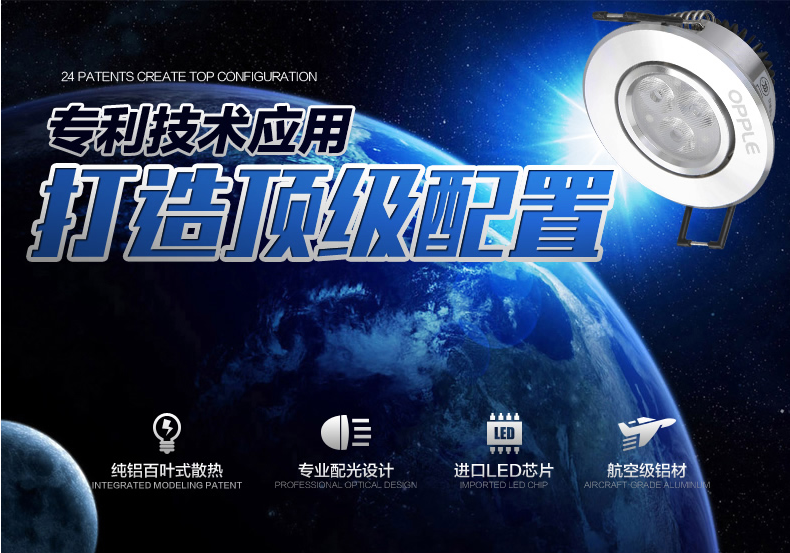 24 PATENTS CREATE TOP CONFIGURATION
专利技术应用
打造顶级配置
OPPLE
纯铝百叶式散热
INTEGRATED MODELING PATENT
专业配光设计
PROFESSIONAL OPTICAL DESIGN
LED
进口LED芯片
IMPORTED LED CHIP
航空级铝材
AIRCRAFT-GRADE ALUMINUM